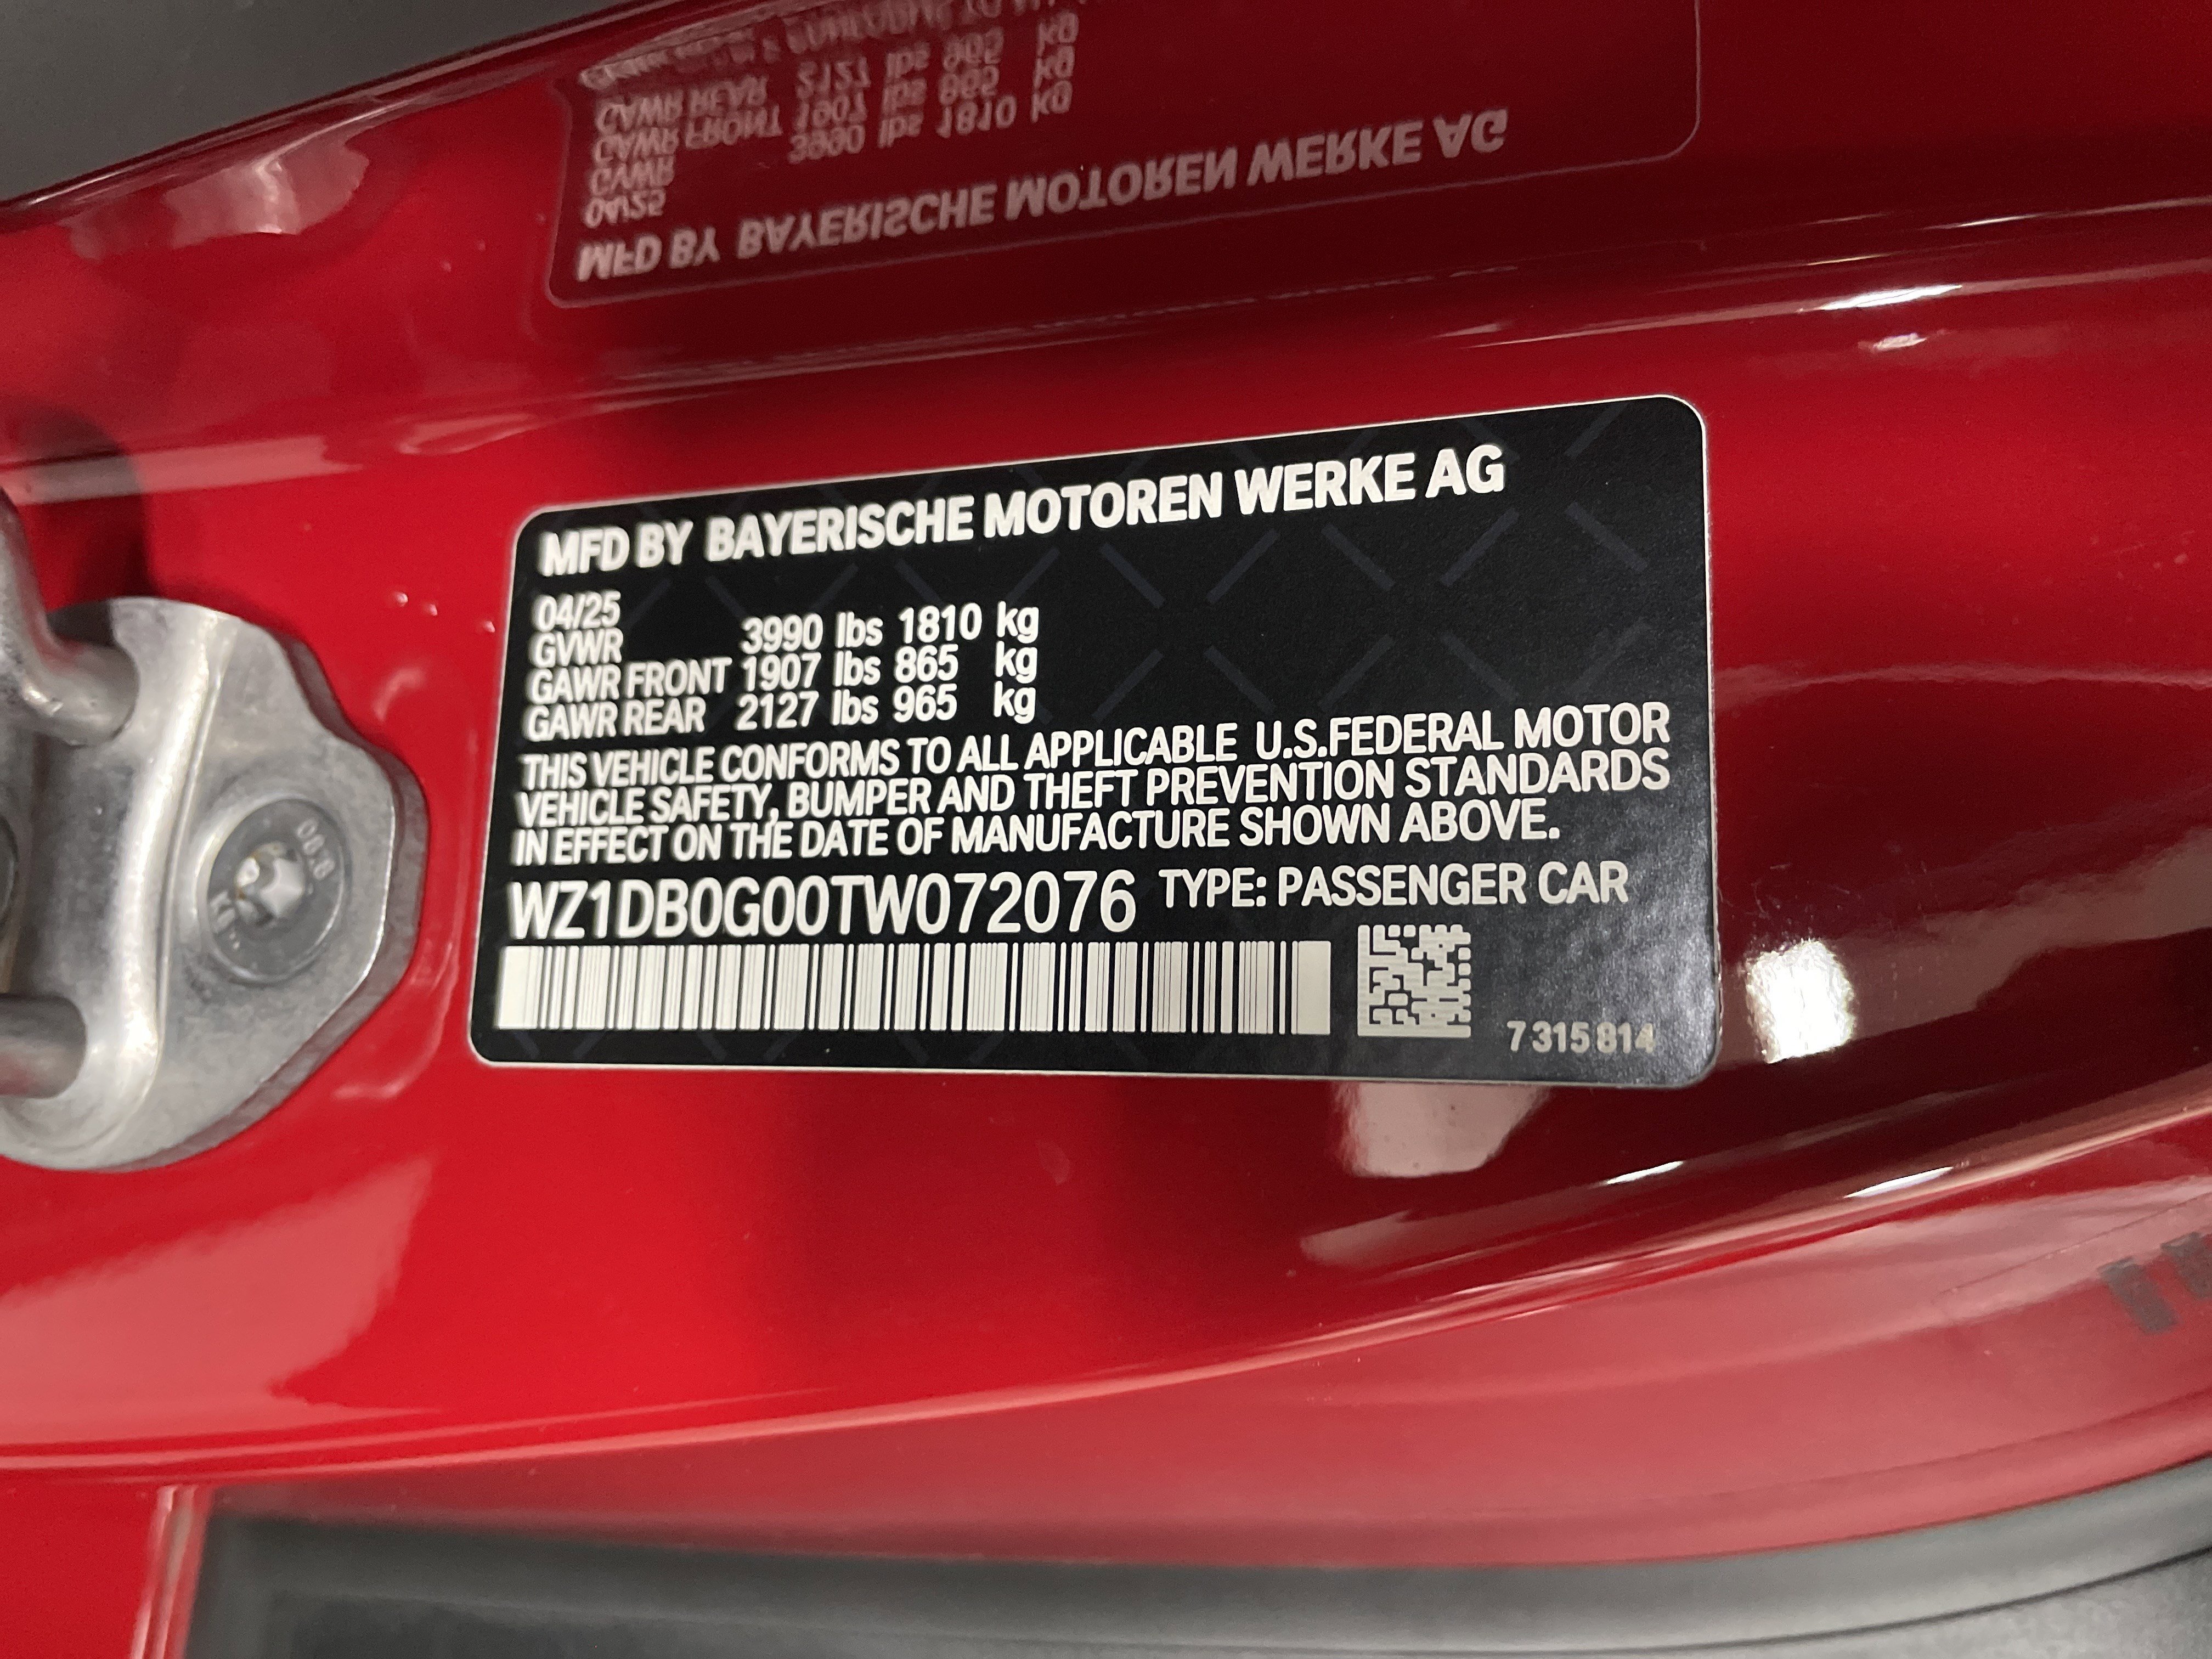 MFD BY BAYERISCHE MOTOREN WERKE AG
04/25
GVWR 3990 lbs 1810 kg
GAWR FRONT 1907 lbs 865 kg
GAWR REAR 2127 lbs 965 kg
THIS VEHICLE CONFORMS TO ALL APPLICABLE U.S.FEDERAL MOTOR
VEHICLE SAFETY, BUMPER AND THEFT PREVENTION STANDARDS
IN EFFECT ON THE DATE OF MANUFACTURE SHOWN ABOVE.
WZ1DB0G00TW072076 TYPE: PASSENGER CAR
7 315 814